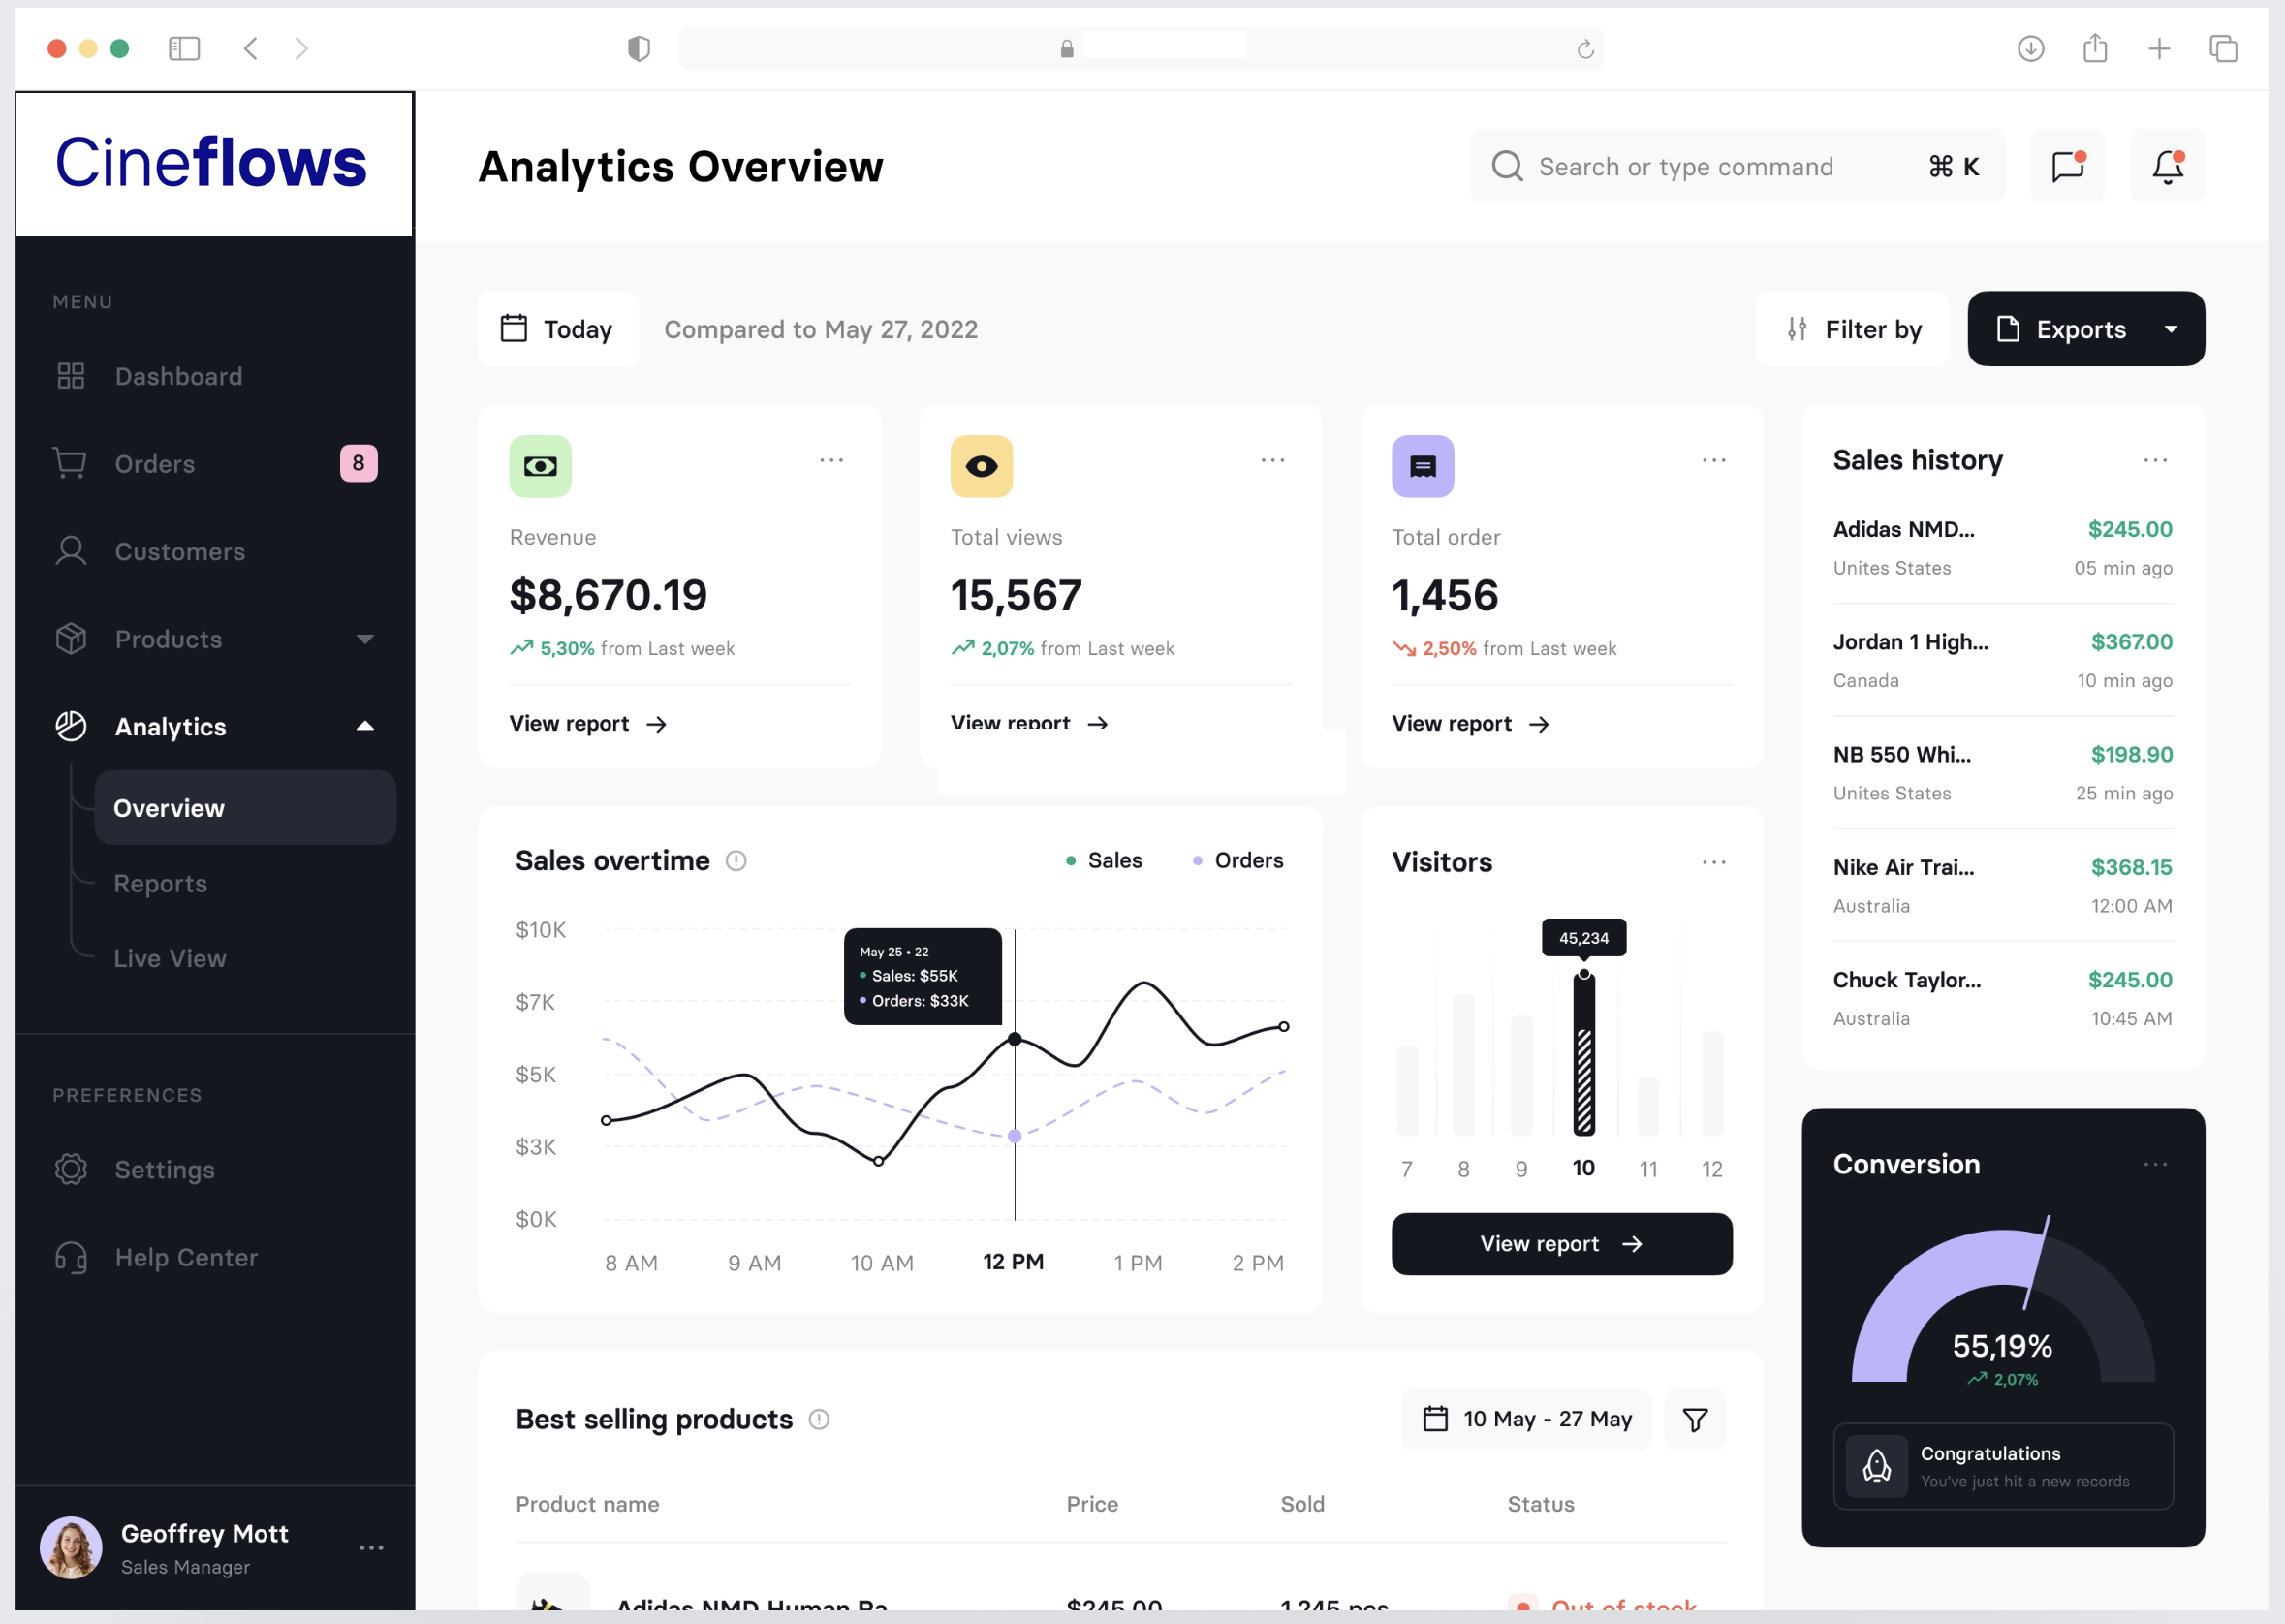 Cineflows
Analytics Overview
Search or type command
⌘ K
MENU
Dashboard
Orders
8
Customers
Products
Analytics
Overview
Reports
Live View
PREFERENCES
Settings
Help Center
Geoffrey Mott
Sales Manager
Today
Compared to May 27, 2022
Filter by
Exports
Revenue
$8,670.19
5,30% from Last week
View report
Total views
15,567
2,07% from Last week
View report
Total order
1,456
2,50% from Last week
View report
Sales history
Adidas NMD... $245.00
Unites States 05 min ago
Jordan 1 High... $367.00
Canada 10 min ago
NB 550 Whi... $198.90
Unites States 25 min ago
Nike Air Trai... $368.15
Australia 12:00 AM
Chuck Taylor... $245.00
Australia 10:45 AM
Sales overtime
Sales Orders
$10K
$7K
$5K
$3K
$0K
May 25 • 22
Sales: $55K
Orders: $33K
8 AM 9 AM 10 AM 12 PM 1 PM 2 PM
Visitors
45,234
7 8 9 10 11 12
View report
Conversion
55,19%
2,07%
Congratulations
You've just hit a new records
Best selling products
10 May - 27 May
Product name Price Sold Status
Adidas NMD Human Ra $245.00 1,245 pcs Out of stock